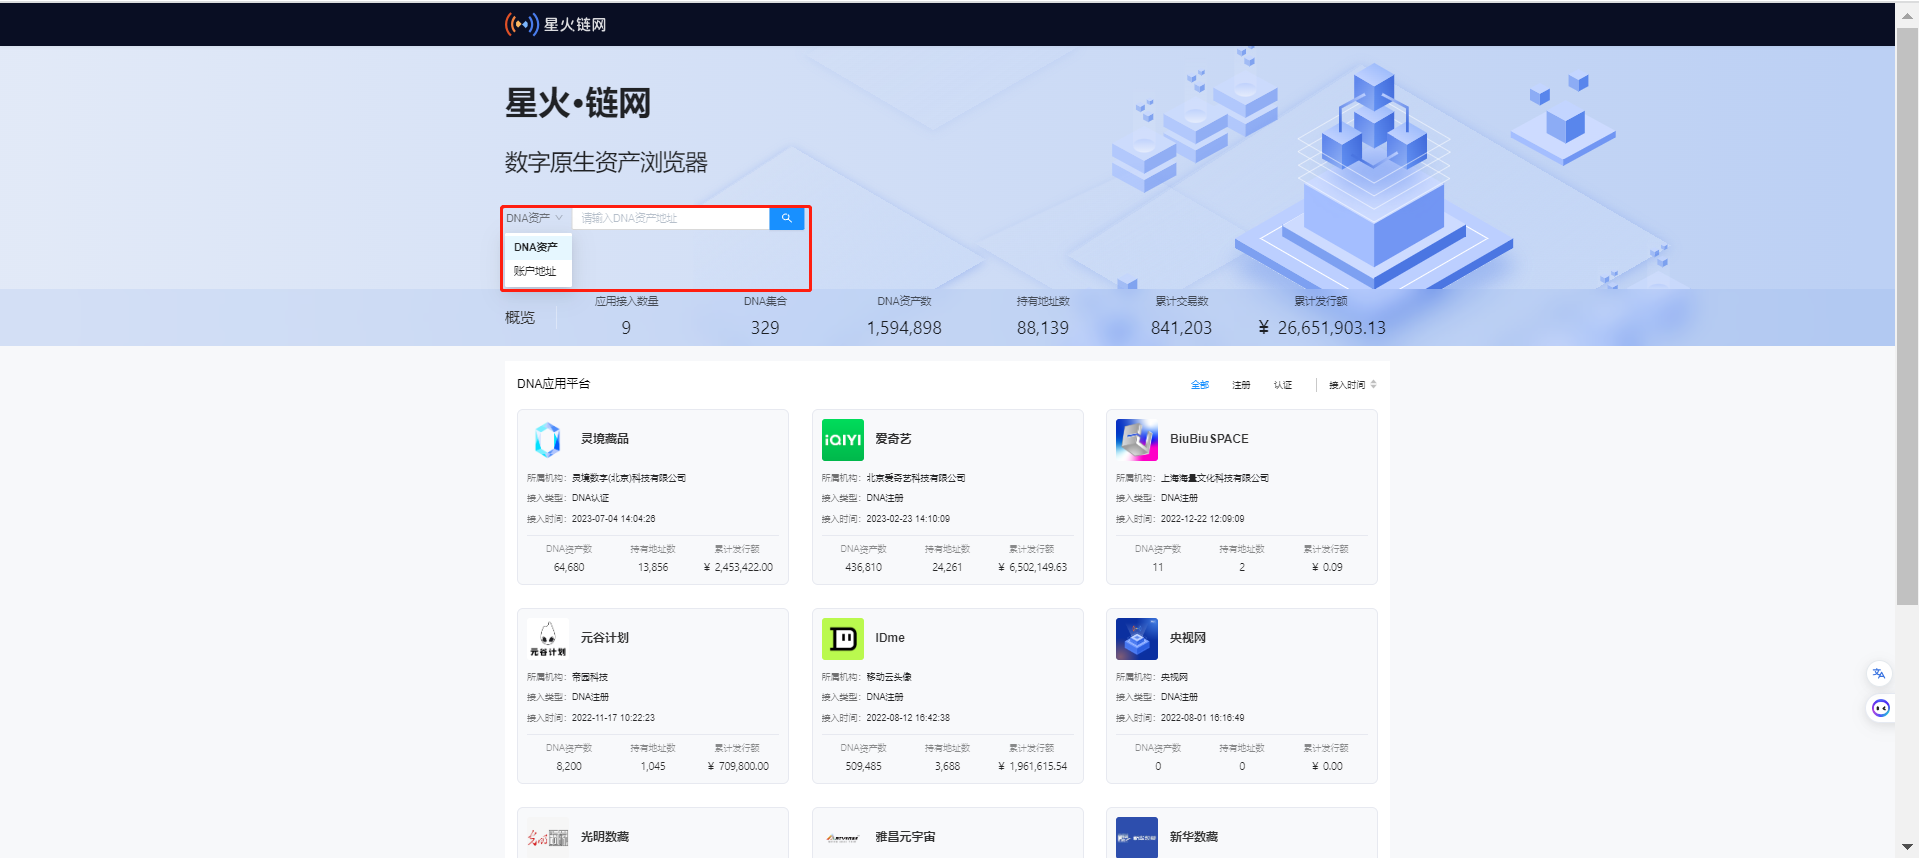 星火链网
星火·链网
数字原生资产浏览器
DNA资产 请输入DNA资产地址
DNA资产
账户地址
概览
应用接入数量 DNA集合 DNA资产数 持有地址数 累计交易数 累计发行额
9 329 1,594,898 88,139 841,203 ¥ 26,651,903.13
DNA应用平台 全部 注册 认证 接入时间
灵境藏品
所属机构: 灵境数字(北京)科技有限公司
接入类型: DNA认证
接入时间: 2023-07-04 14:04:26
DNA资产数 持有地址数 累计发行额
64,680 13,856 ¥ 2,453,422.00
iQIYI 爱奇艺
所属机构: 北京爱奇艺科技有限公司
接入类型: DNA注册
接入时间: 2023-02-23 14:10:09
DNA资产数 持有地址数 累计发行额
436,810 24,261 ¥ 6,502,149.63
BiuBiuSPACE
所属机构: 上海海量文化科技有限公司
接入类型: DNA注册
接入时间: 2022-12-22 12:09:09
DNA资产数 持有地址数 累计发行额
11 2 ¥ 0.09
元谷计划 元谷计划
所属机构: 帝园科技
接入类型: DNA注册
接入时间: 2022-11-17 10:22:23
DNA资产数 持有地址数 累计发行额
8,200 1,045 ¥ 709,800.00
IDme
所属机构: 移动云头像
接入类型: DNA注册
接入时间: 2022-08-12 16:42:38
DNA资产数 持有地址数 累计发行额
509,485 3,688 ¥ 1,961,615.54
央视网
所属机构: 央视网
接入类型: DNA注册
接入时间: 2022-08-01 16:16:49
DNA资产数 持有地址数 累计发行额
0 0 ¥ 0.00
光明数藏
雅昌元宇宙
新华数藏